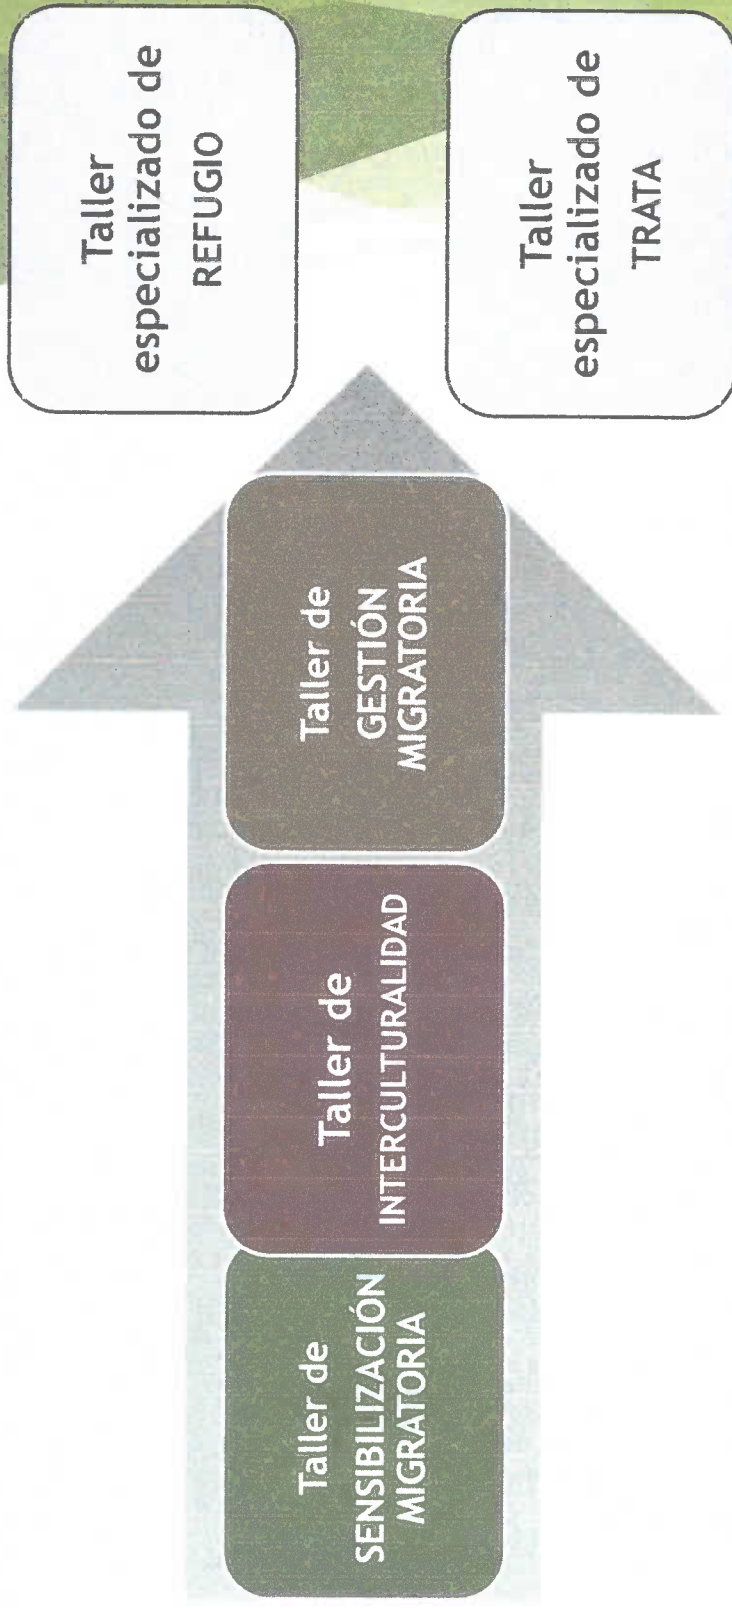 Taller de
SENSIBILIZACIÓN
MIGRATORIA
Taller de
INTERCULTURALIDAD
Taller de
GESTIÓN
MIGRATORIA
Taller
especializado de
REFUGIO
Taller
especializado de
TRATA